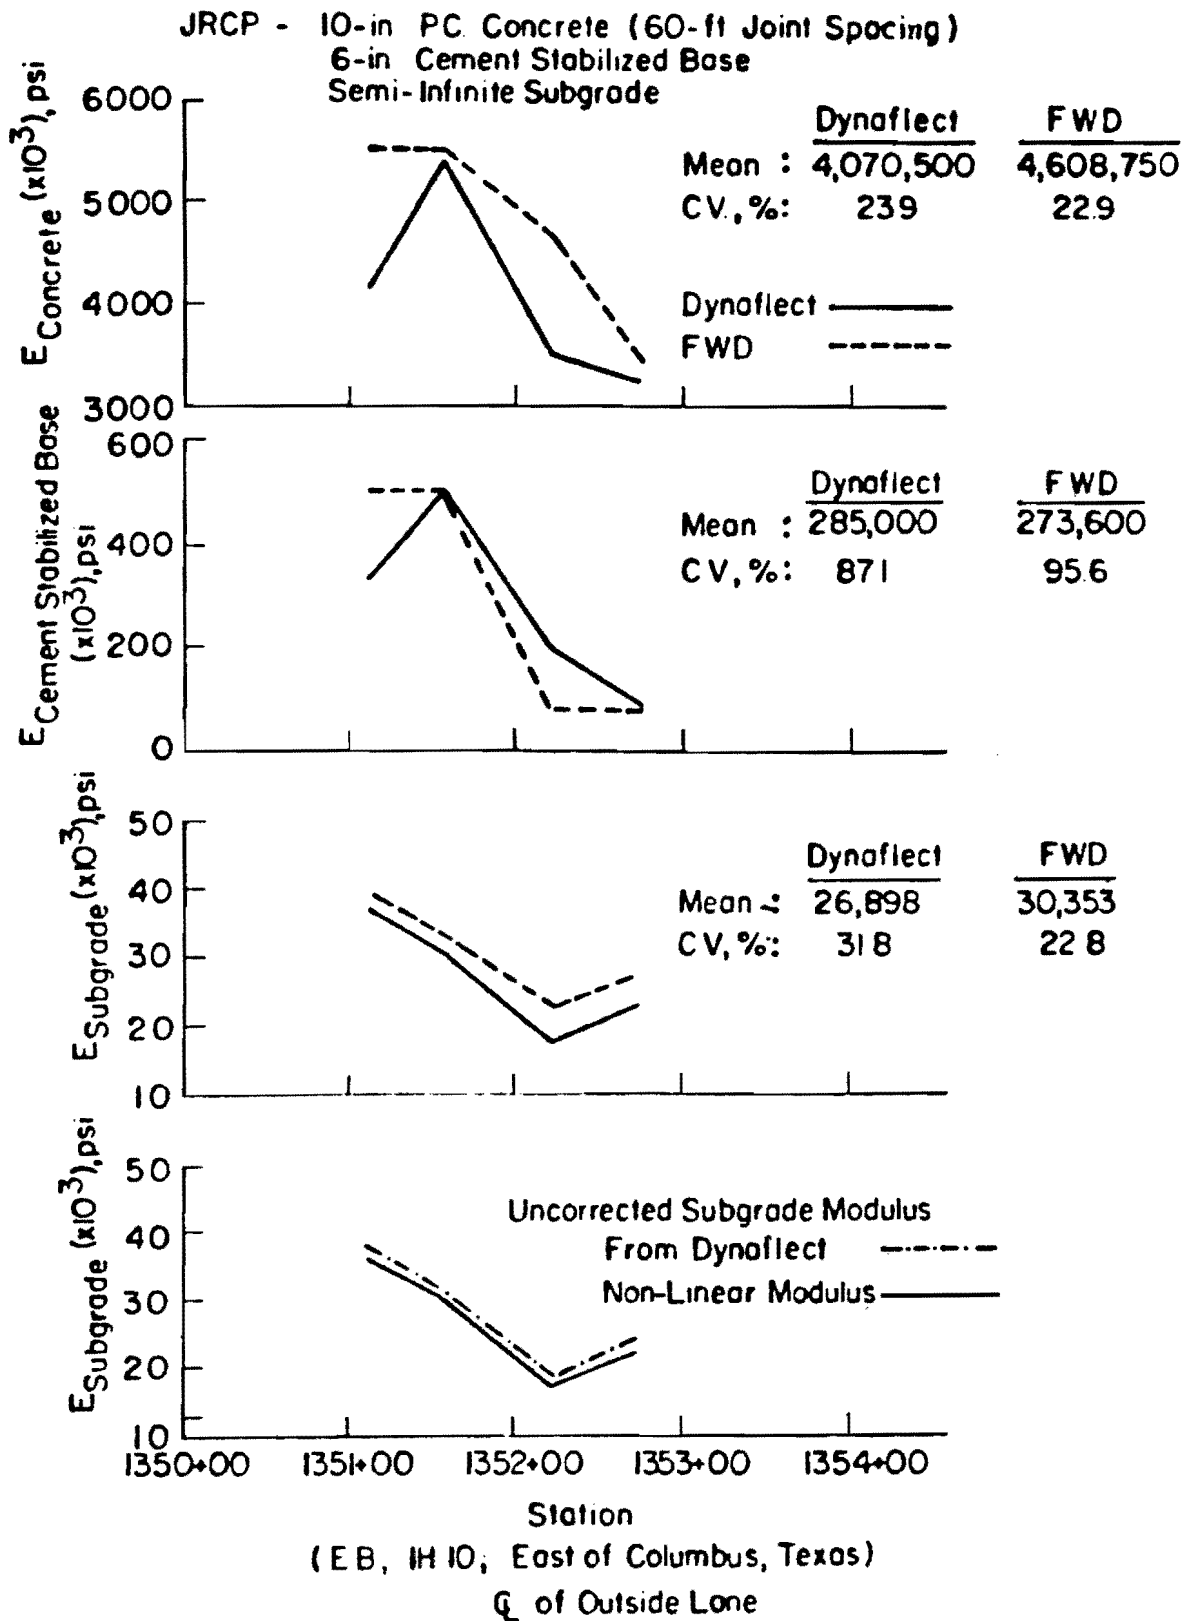 JRCP - 10-in PC Concrete (60-ft Joint Spacing)
6-in Cement Stabilized Base
Semi-Infinite Subgrade
E Concrete (x10³), psi
6000
5000
4000
3000
Dynaflect FWD
Mean : 4,070,500 4,608,750
CV.,%: 23.9 22.9
Dynaflect
FWD
E Cement Stabilized Base
(x10³), psi
600
400
200
0
Dynaflect FWD
Mean : 285,000 273,600
CV,%: 87.1 95.6
E Subgrade (x10³), psi
50
40
30
20
10
Dynaflect FWD
Mean : 26,898 30,353
CV,%: 31.8 22.8
E Subgrade (x10³), psi
50
40
30
20
10
Uncorrected Subgrade Modulus
From Dynaflect
Non-Linear Modulus
1350+00 1351+00 1352+00 1353+00 1354+00
Station
(EB, IH 10; East of Columbus, Texas)
℄ of Outside Lane